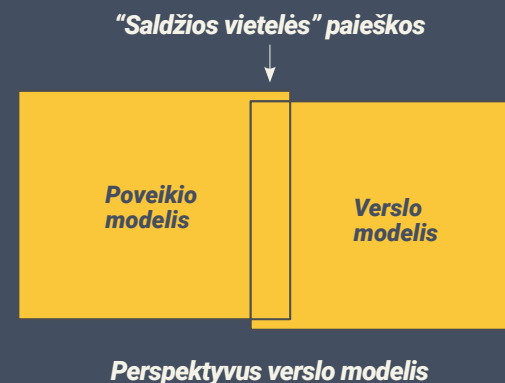 “Saldžios vietelės” paieškos
Poveikio
modelis
Verslo
modelis
Perspektyvus verslo modelis